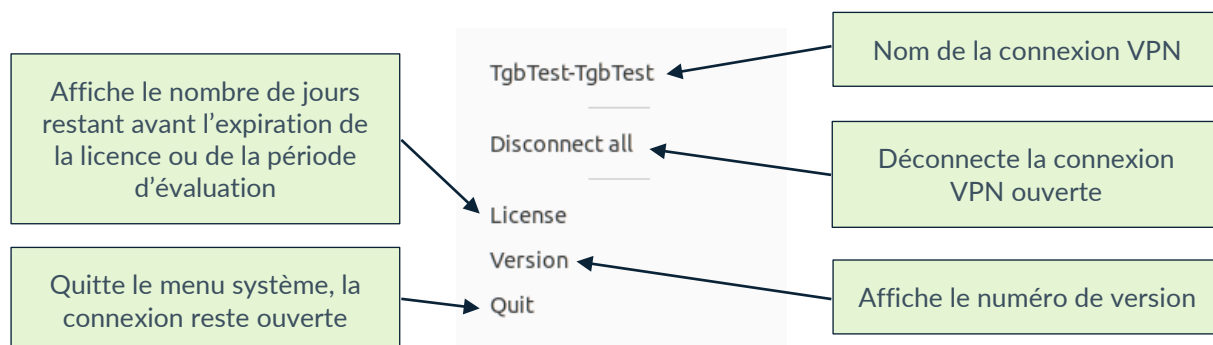 Affiche le nombre de jours
restant avant l’expiration de
la licence ou de la période
d’évaluation
Quitte le menu système, la
connexion reste ouverte
TgbTest-TgbTest
Disconnect all
License
Version
Quit
Nom de la connexion VPN
Déconnecte la connexion
VPN ouverte
Affiche le numéro de version